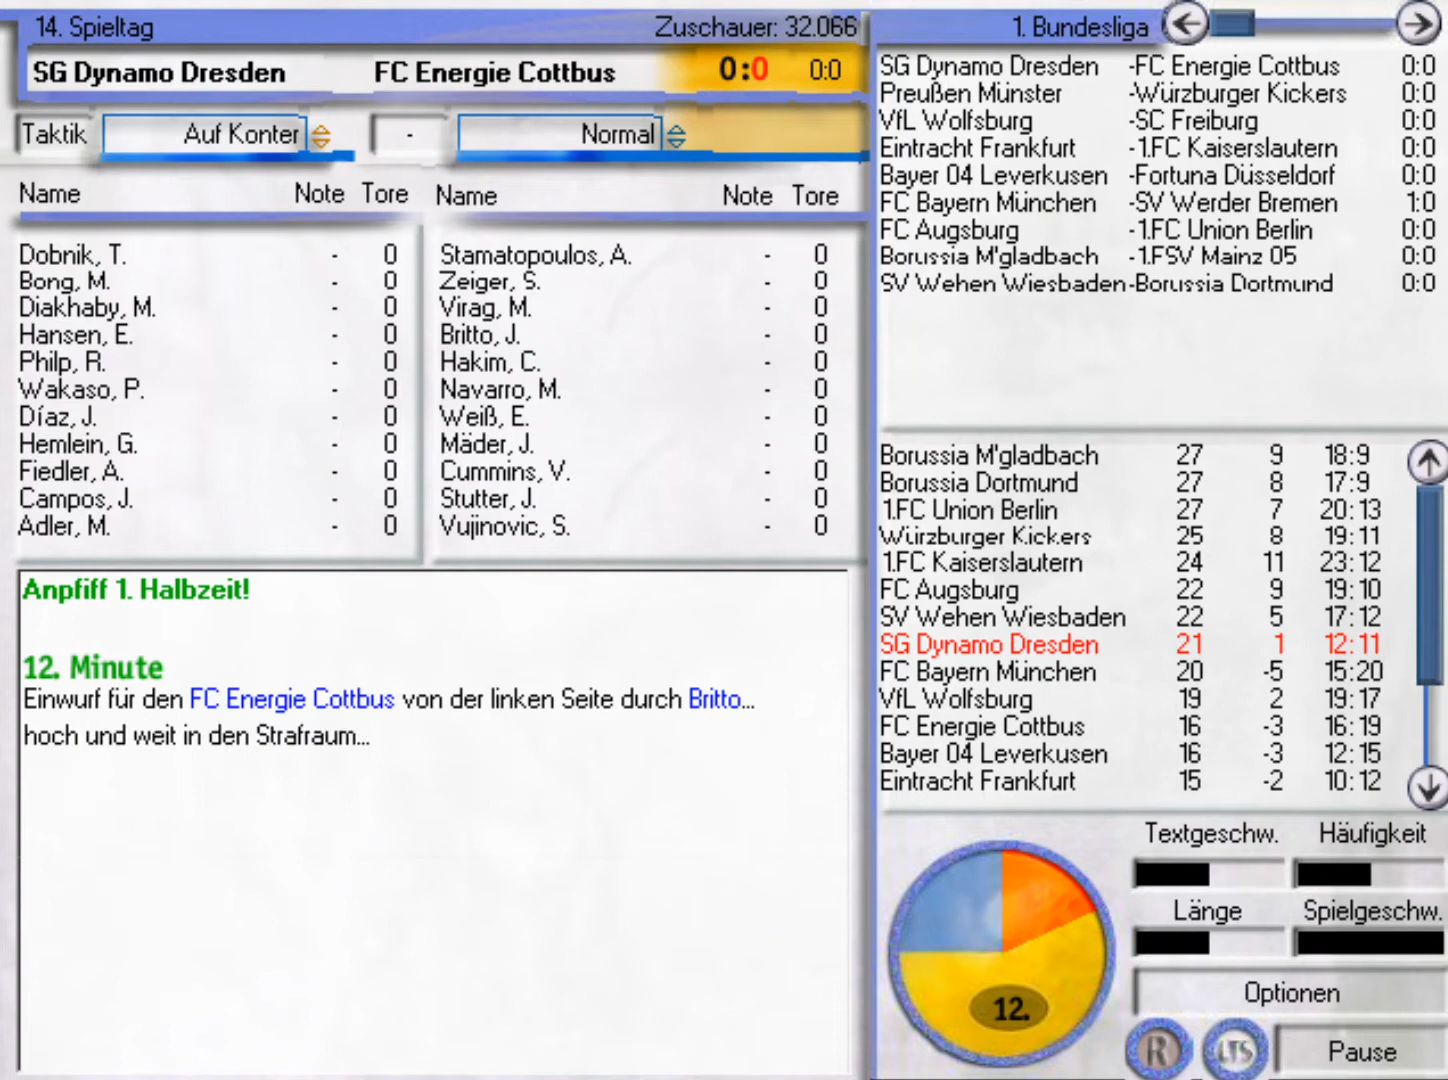 14. Spieltag Zuschauer: 32.066
SG Dynamo Dresden FC Energie Cottbus 0:0 0:0
Taktik Auf Konter - Normal
Name Note Tore Name Note Tore
Dobnik, T. - 0 Stamatopoulos, A. - 0
Bong, M. - 0 Zeiger, S. - 0
Diakhaby, M. - 0 Virag, M. - 0
Hansen, E. - 0 Britto, J. - 0
Philp, R. - 0 Hakim, C. - 0
Wakaso, P. - 0 Navarro, M. - 0
Díaz, J. - 0 Weiß, E. - 0
Hemlein, G. - 0 Mäder, J. - 0
Fiedler, A. - 0 Cummins, V. - 0
Campos, J. - 0 Stutter, J. - 0
Adler, M. - 0 Vujinovic, S. - 0
Anpfiff 1. Halbzeit!
12. Minute
Einwurf für den FC Energie Cottbus von der linken Seite durch Britto...
hoch und weit in den Strafraum...
1. Bundesliga
SG Dynamo Dresden -FC Energie Cottbus 0:0
Preußen Münster -Würzburger Kickers 0:0
VfL Wolfsburg -SC Freiburg 0:0
Eintracht Frankfurt -1.FC Kaiserslautern 0:0
Bayer 04 Leverkusen -Fortuna Düsseldorf 0:0
FC Bayern München -SV Werder Bremen 1:0
FC Augsburg -1.FC Union Berlin 0:0
Borussia M'gladbach -1.FSV Mainz 05 0:0
SV Wehen Wiesbaden -Borussia Dortmund 0:0
Borussia M'gladbach 27 9 18:9
Borussia Dortmund 27 8 17:9
1.FC Union Berlin 27 7 20:13
Würzburger Kickers 25 8 19:11
1.FC Kaiserslautern 24 11 23:12
FC Augsburg 22 9 19:10
SV Wehen Wiesbaden 22 5 17:12
SG Dynamo Dresden 21 1 12:11
FC Bayern München 20 -5 15:20
VfL Wolfsburg 19 2 19:17
FC Energie Cottbus 16 -3 16:19
Bayer 04 Leverkusen 16 -3 12:15
Eintracht Frankfurt 15 -2 10:12
Textgeschw. Häufigkeit
Länge Spielgeschw.
12.
Optionen
R LTS Pause